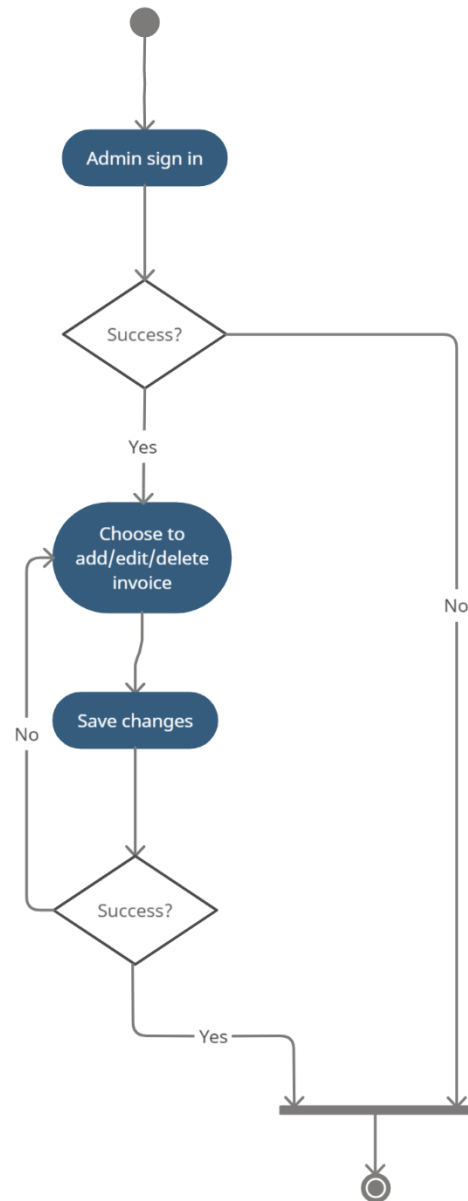 Admin sign in
Success?
Yes
Choose to
add/edit/delete
invoice
No
Save changes
No
Success?
Yes